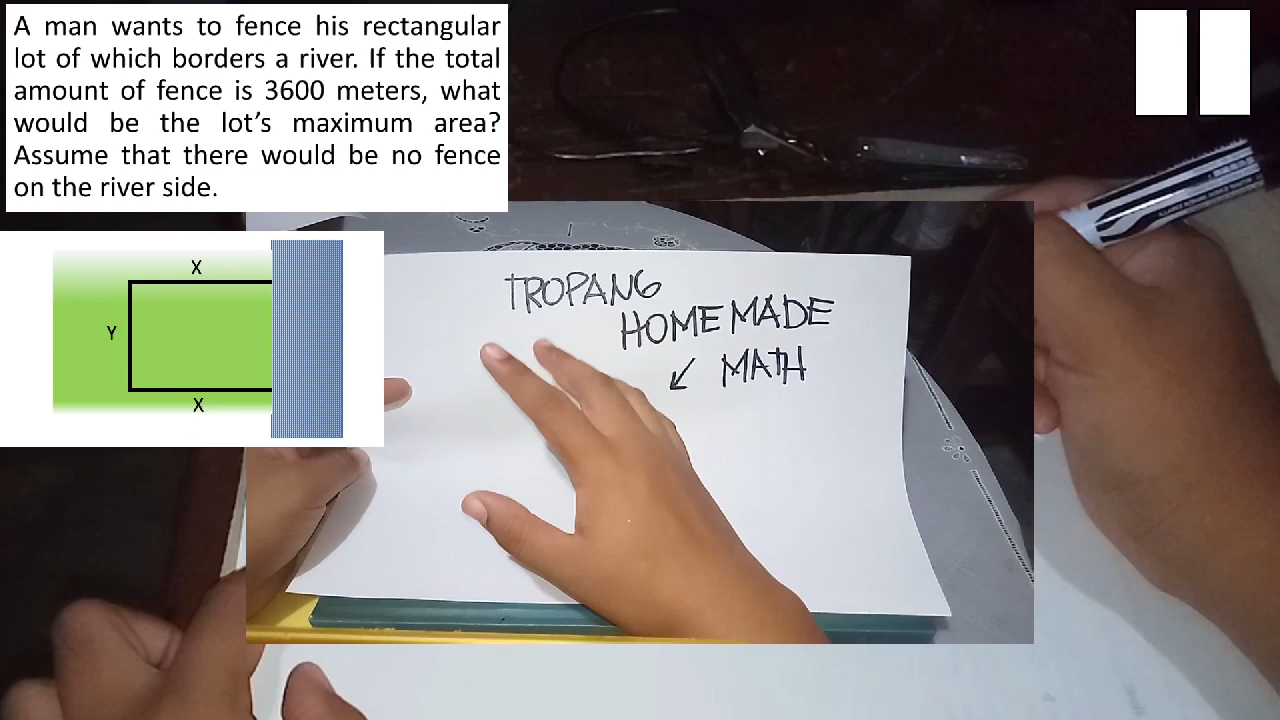 A man wants to fence his rectangular
lot of which borders a river. If the total
amount of fence is 3600 meters, what
would be the lot's maximum area?
Assume that there would be no fence
on the river side.
X
Y
X
TROPANG
HOMEMADE
↙ MATH